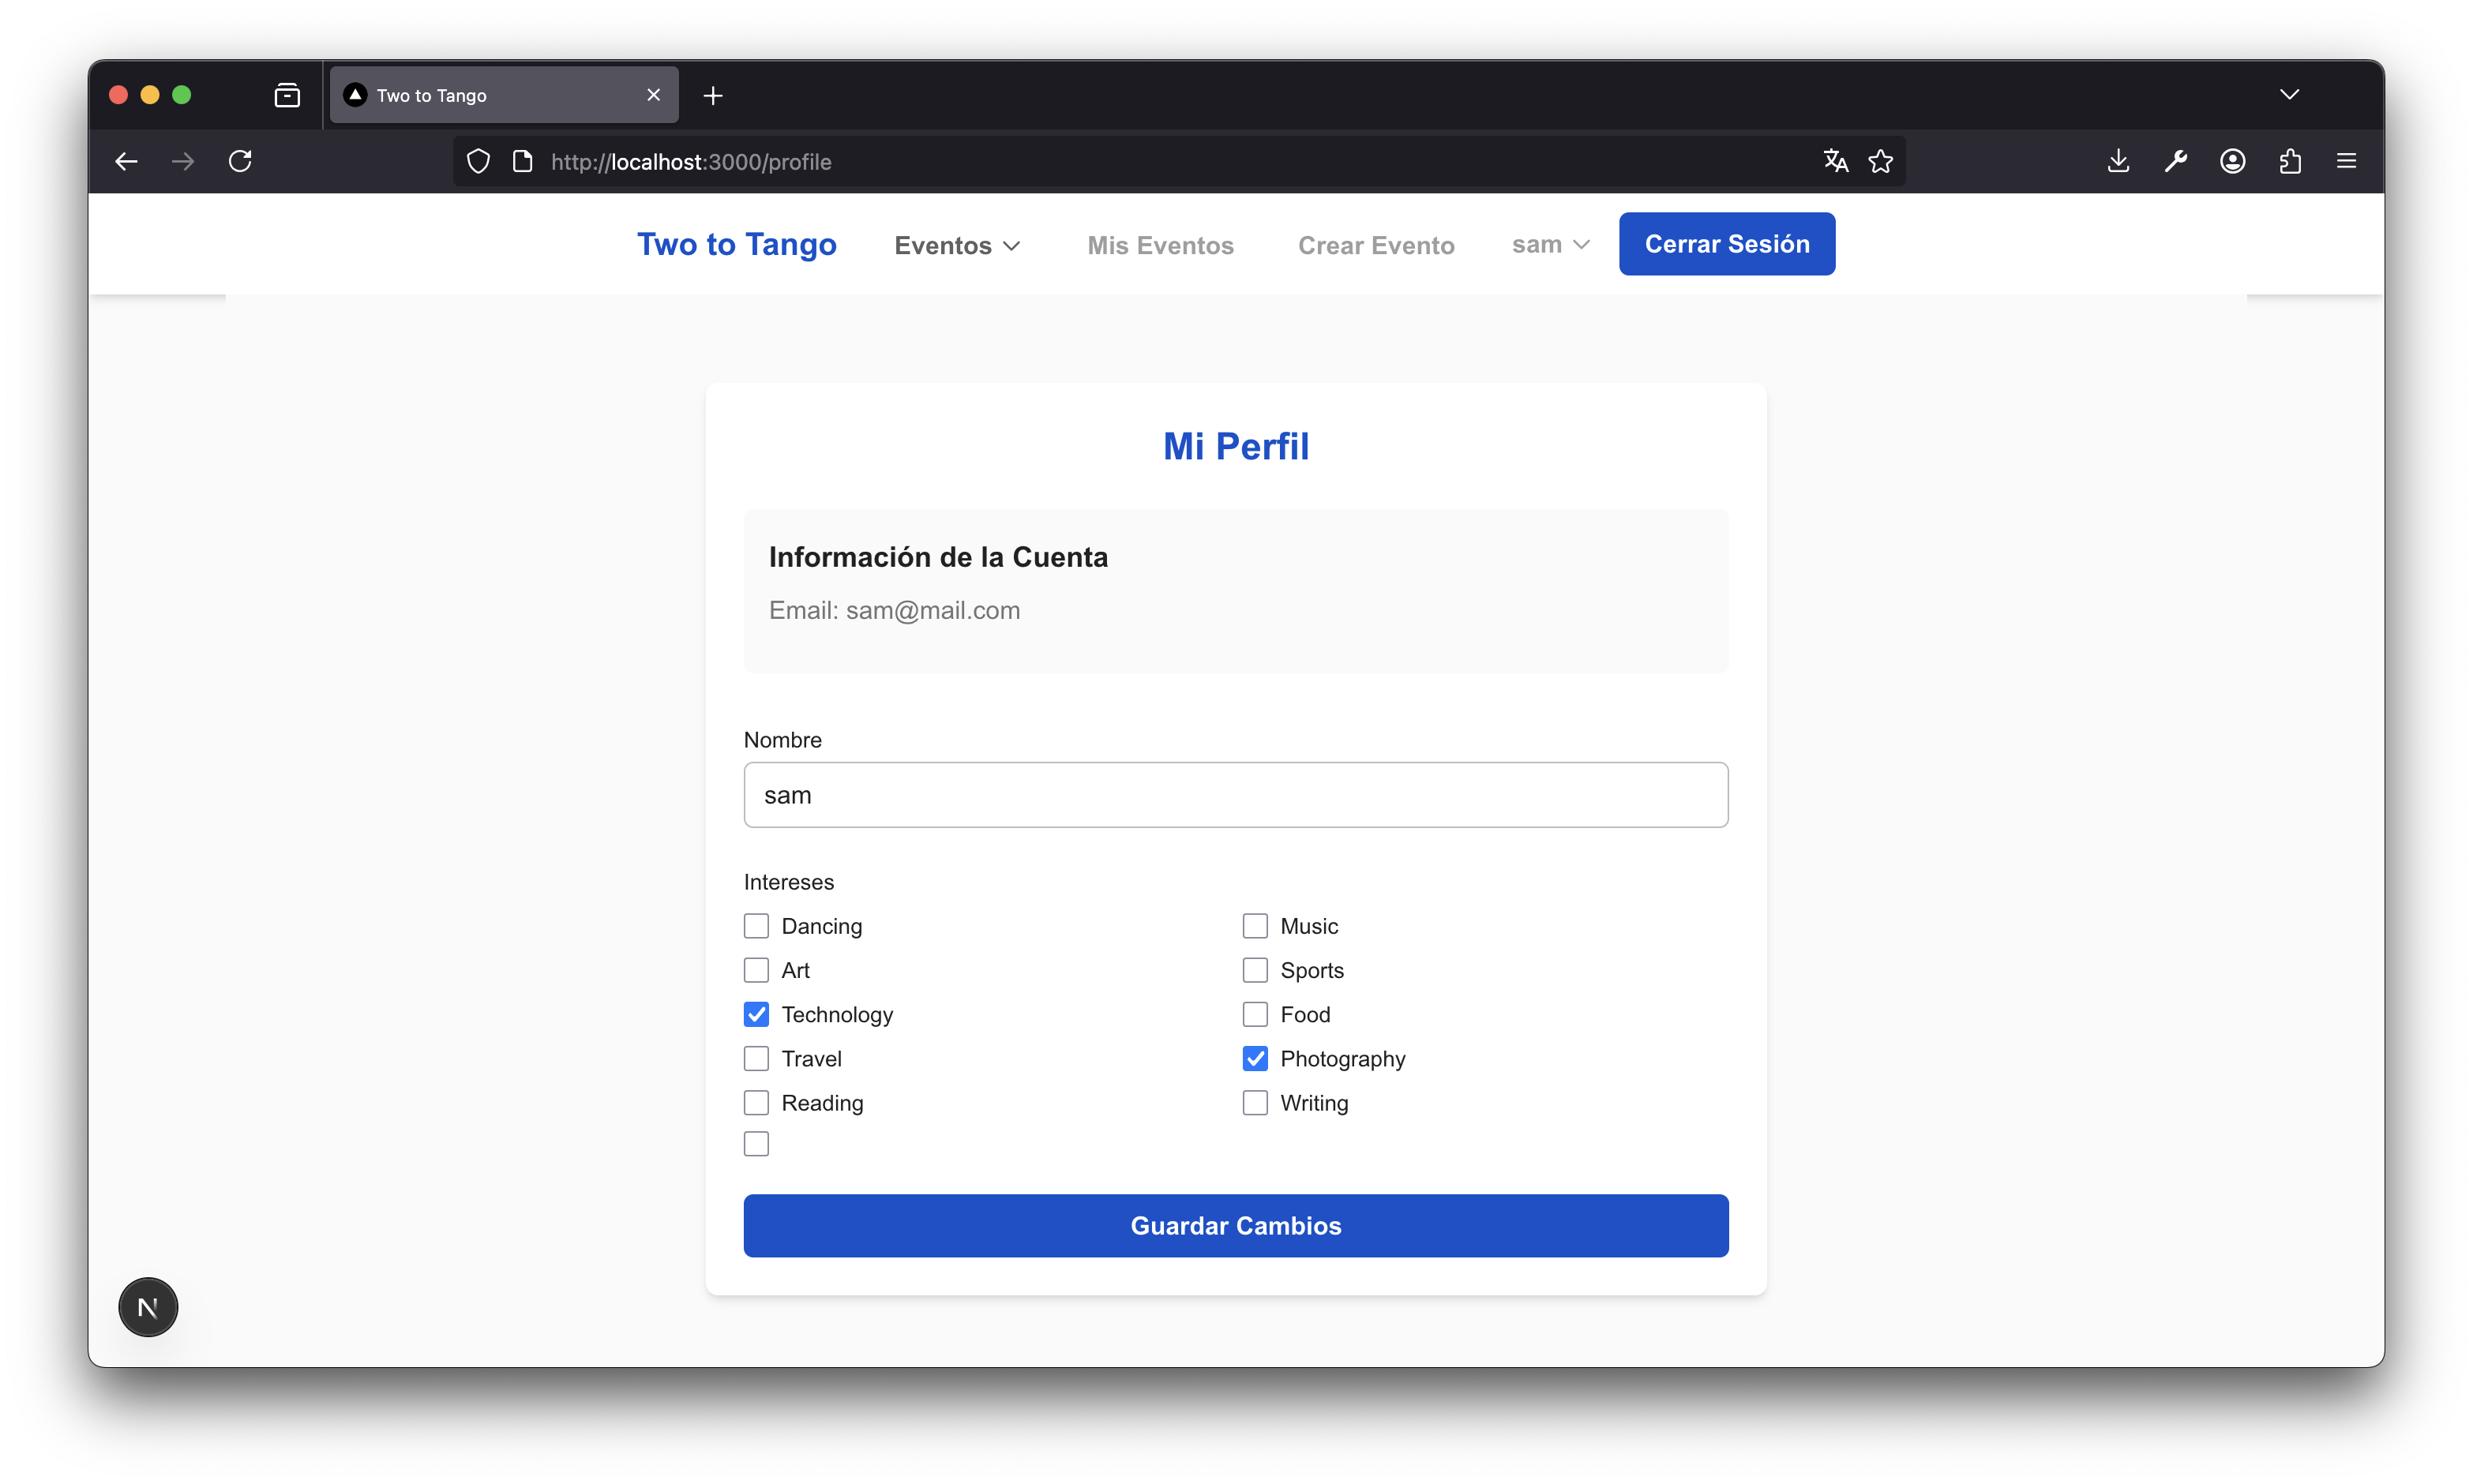 Two to Tango
http://localhost:3000/profile
Two to Tango Eventos Mis Eventos Crear Evento sam Cerrar Sesión
Mi Perfil
Información de la Cuenta
Email: sam@mail.com
Nombre
sam
Intereses
Dancing Music
Art Sports
Technology Food
Travel Photography
Reading Writing
Guardar Cambios
N